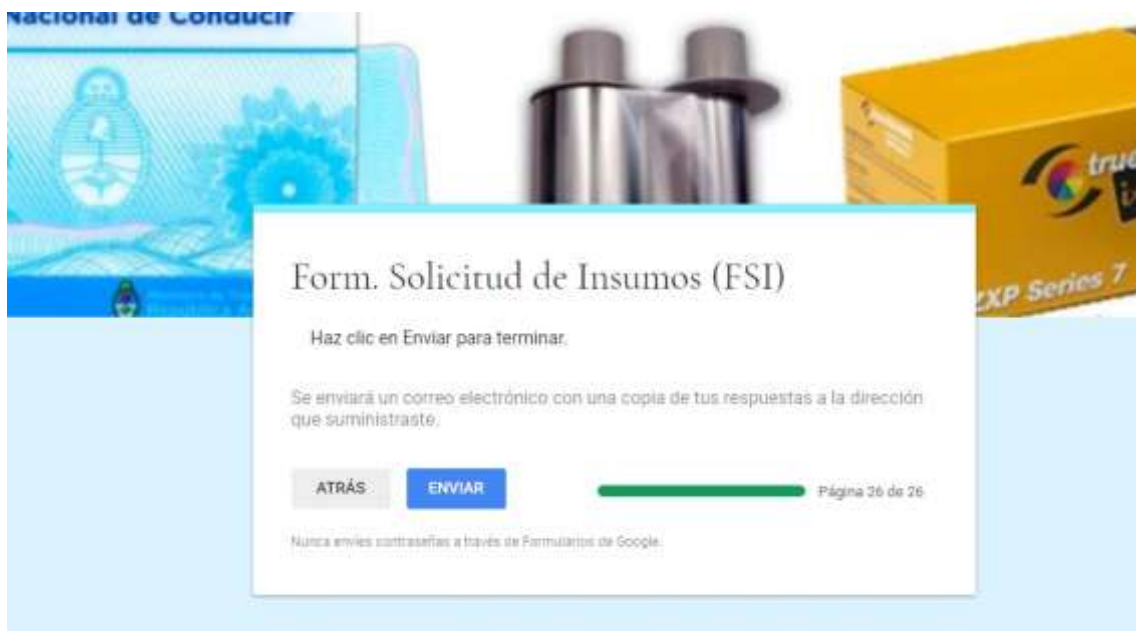 Nacional de Conducir
true
ZXP Series 7
Form. Solicitud de Insumos (FSI)
Haz clic en Enviar para terminar.
Se enviará un correo electrónico con una copia de tus respuestas a la dirección
que suministraste.
ATRÁS
ENVIAR
Página 26 de 26
Nunca envíes contraseñas a través de Formularios de Google.